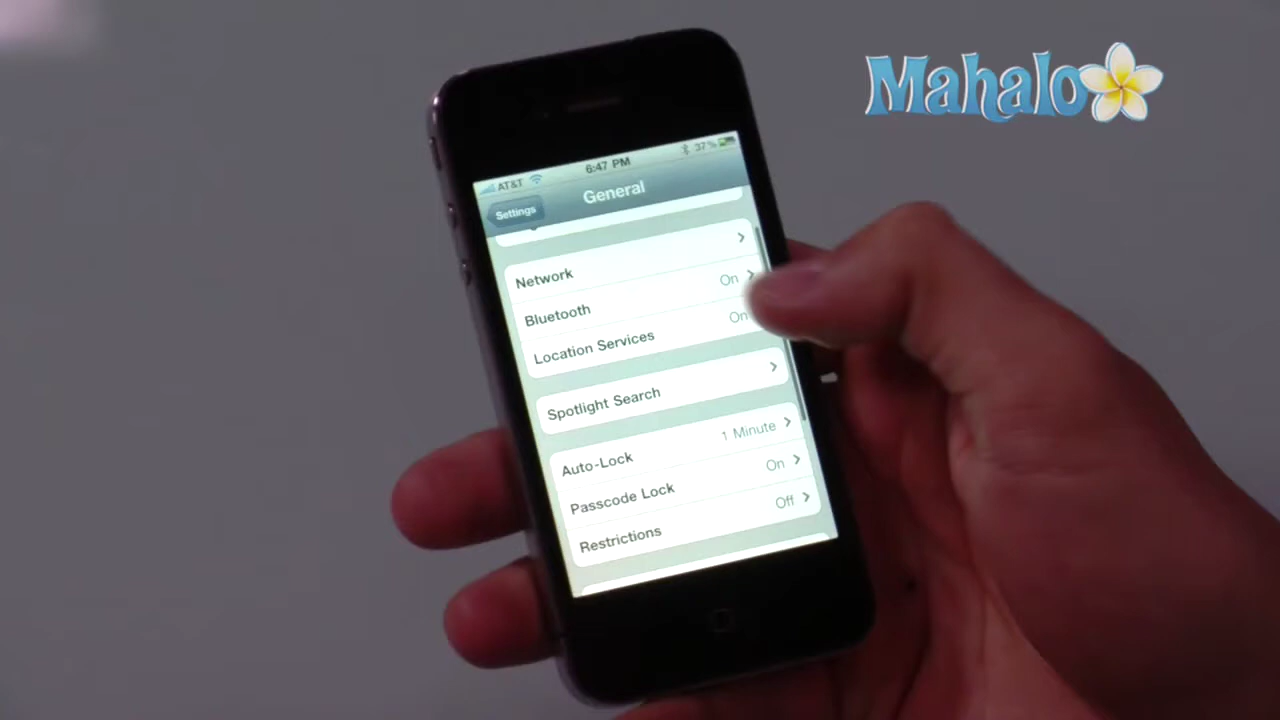 Mahalo
AT&T 6:47 PM 37%
Settings General
Network
Bluetooth On
Location Services On
Spotlight Search
Auto-Lock 1 Minute
Passcode Lock On
Restrictions Off